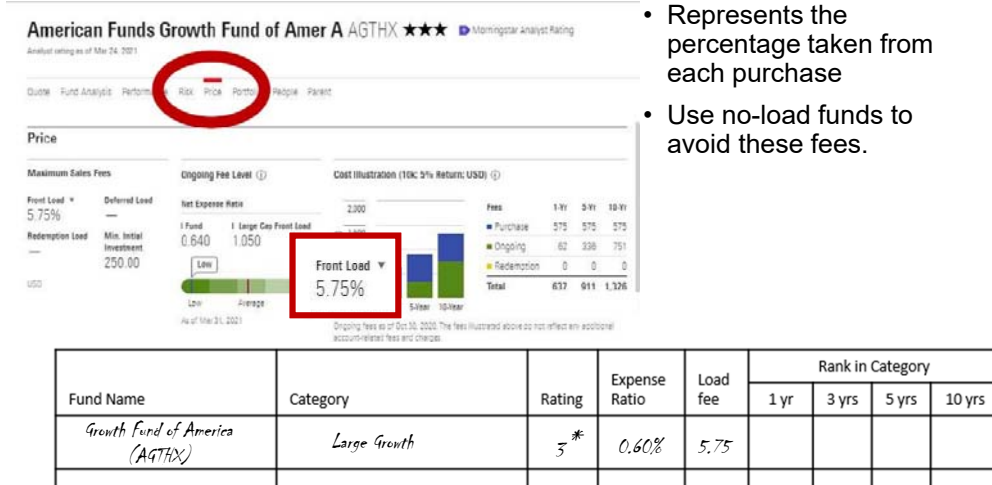 American Funds Growth Fund of Amer A AGTHX ★★★ Morningstar Analyst Rating
Analyst rating as of Mar 24, 2021
Quote Fund Analysis Performance Risk Price Portfolio People Parent
Price
Maximum Sales Fees
Front Load ▼ Deferred Load
5.75% —
Redemption Load Min. Initial Investment
— 250.00
USD
Ongoing Fee Level
Net Expense Ratio
Fund Large Cap Front Load
0.640 1.050
Low
Low Average
As of Mar 31, 2021
Cost Illustration (10k; 5% Return; USD)
2,000
5-Year 10-Year
Fees 1-Yr 5-Yr 10-Yr
Purchase 575 575 575
Ongoing 62 336 751
Redemption 0 0 0
Total 637 911 1,326
Ongoing fees as of Oct 30, 2020. The fees illustrated above do not reflect any additional
account-related fees and charges.
Front Load ▼
5.75%
• Represents the
percentage taken from
each purchase
• Use no-load funds to
avoid these fees.
Fund Name Category Rating Expense Ratio Load fee Rank in Category
1 yr 3 yrs 5 yrs 10 yrs
Growth Fund of America
(AGTHX)
Large Growth 3* 0.60% 5.75